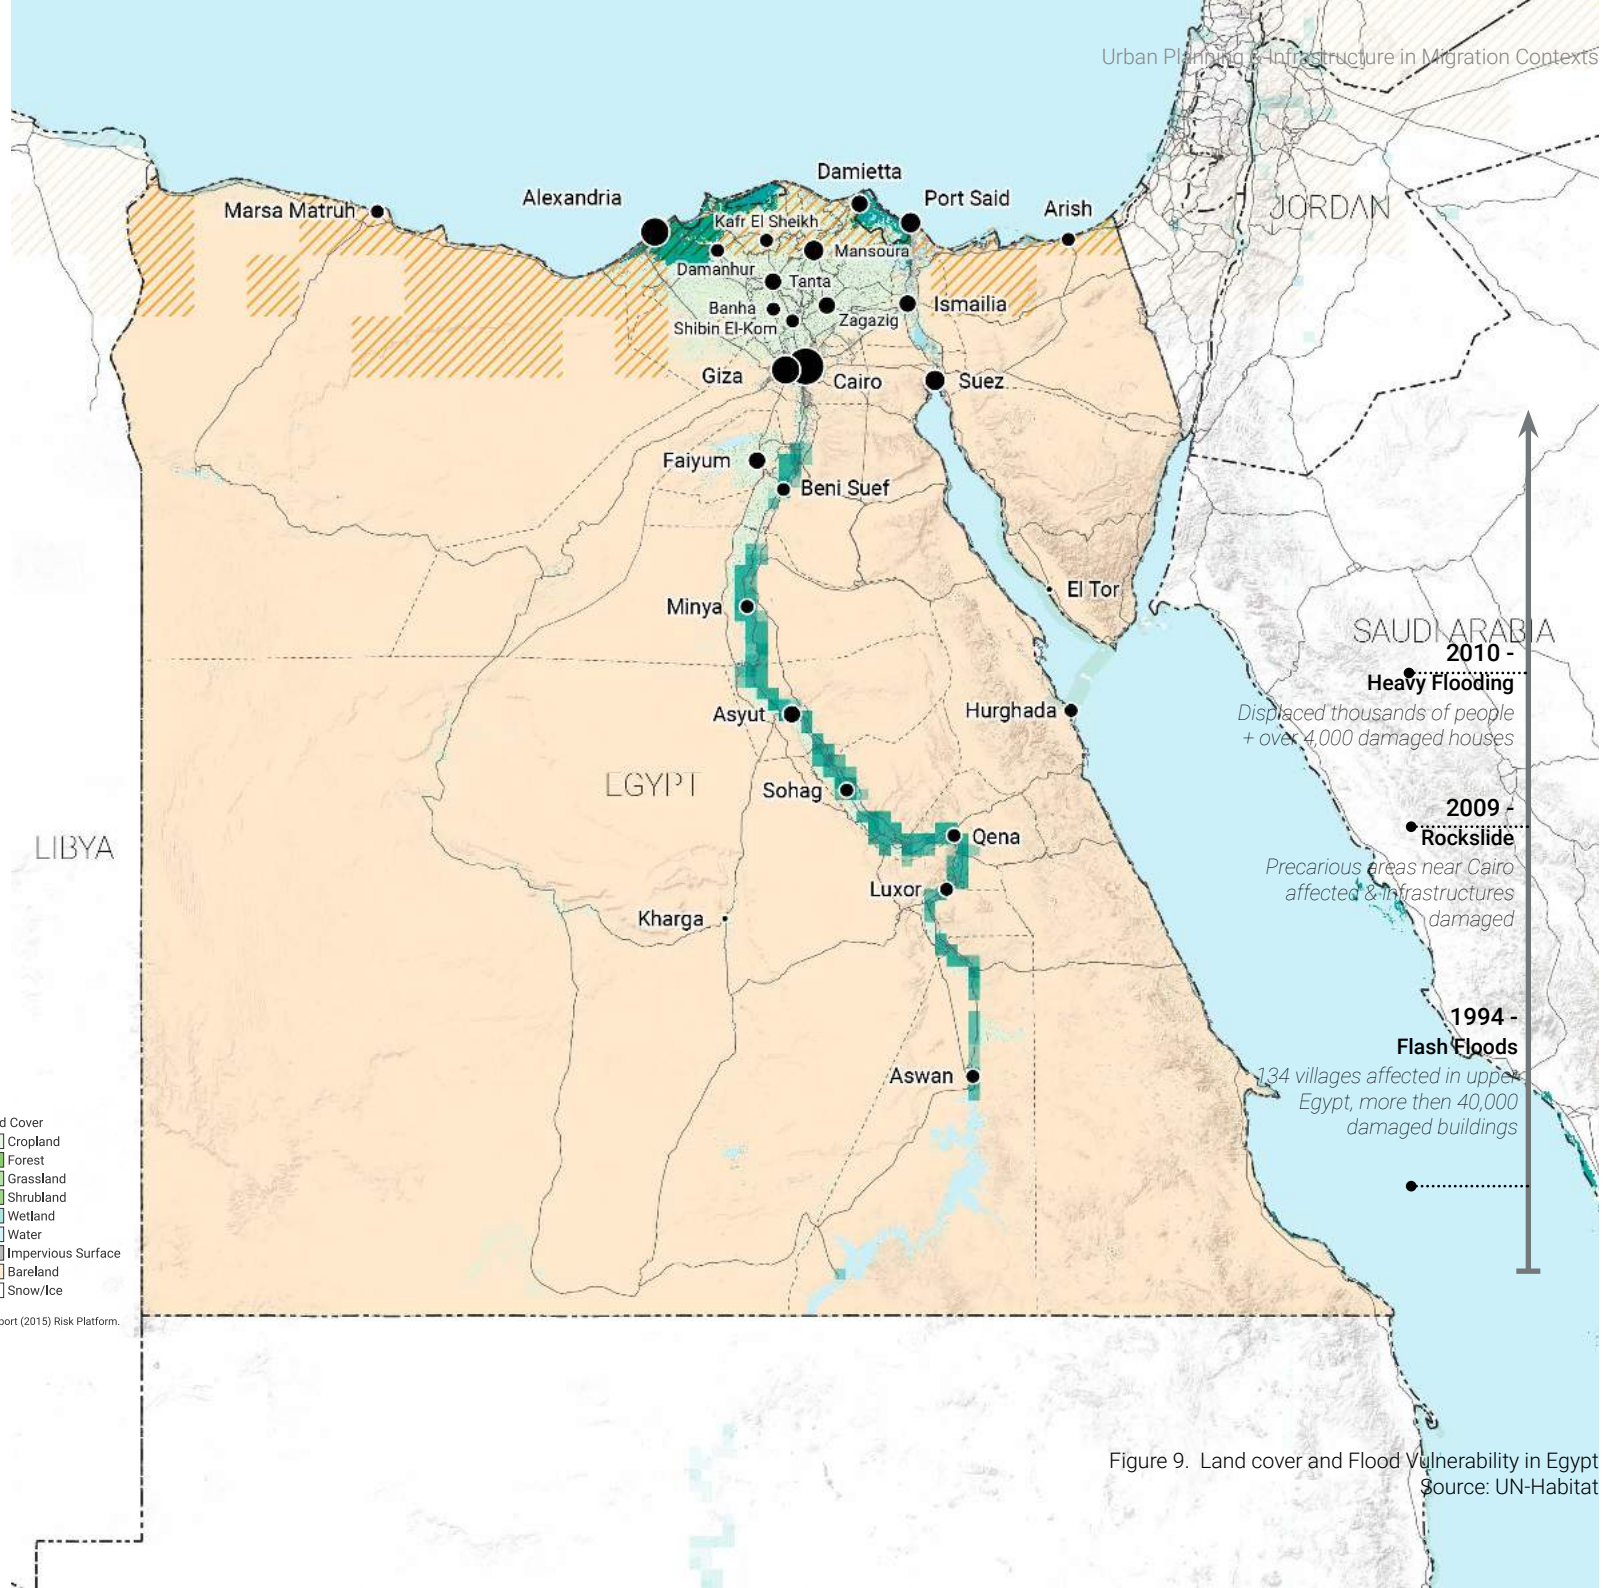 Urban Planning & Infrastructure in Migration Contexts
Damietta
Alexandria
Port Said
Marsa Matruh
Arish
JORDAN
Kafr El Sheikh
Mansoura
Damanhur
Tanta
Banha
Ismailia
Zagazig
Shibin El-Kom
Giza
Cairo
Suez
Faiyum
Beni Suef
El Tor
Minya
SAUDI ARABIA
2010 -
Heavy Flooding
Displaced thousands of people
+ over 4,000 damaged houses
Asyut
Hurghada
EGYPT
Sohag
2009 -
Rockslide
Precarious areas near Cairo
affected & infrastructures
damaged
Qena
LIBYA
Luxor
Kharga
1994 -
Flash Floods
134 villages affected in upper
Egypt, more then 40,000
damaged buildings
Aswan
d Cover
Cropland
Forest
Grassland
Shrubland
Wetland
Water
Impervious Surface
Bareland
Snow/Ice
port (2015) Risk Platform.
Figure 9. Land cover and Flood Vulnerability in Egypt
Source: UN-Habitat